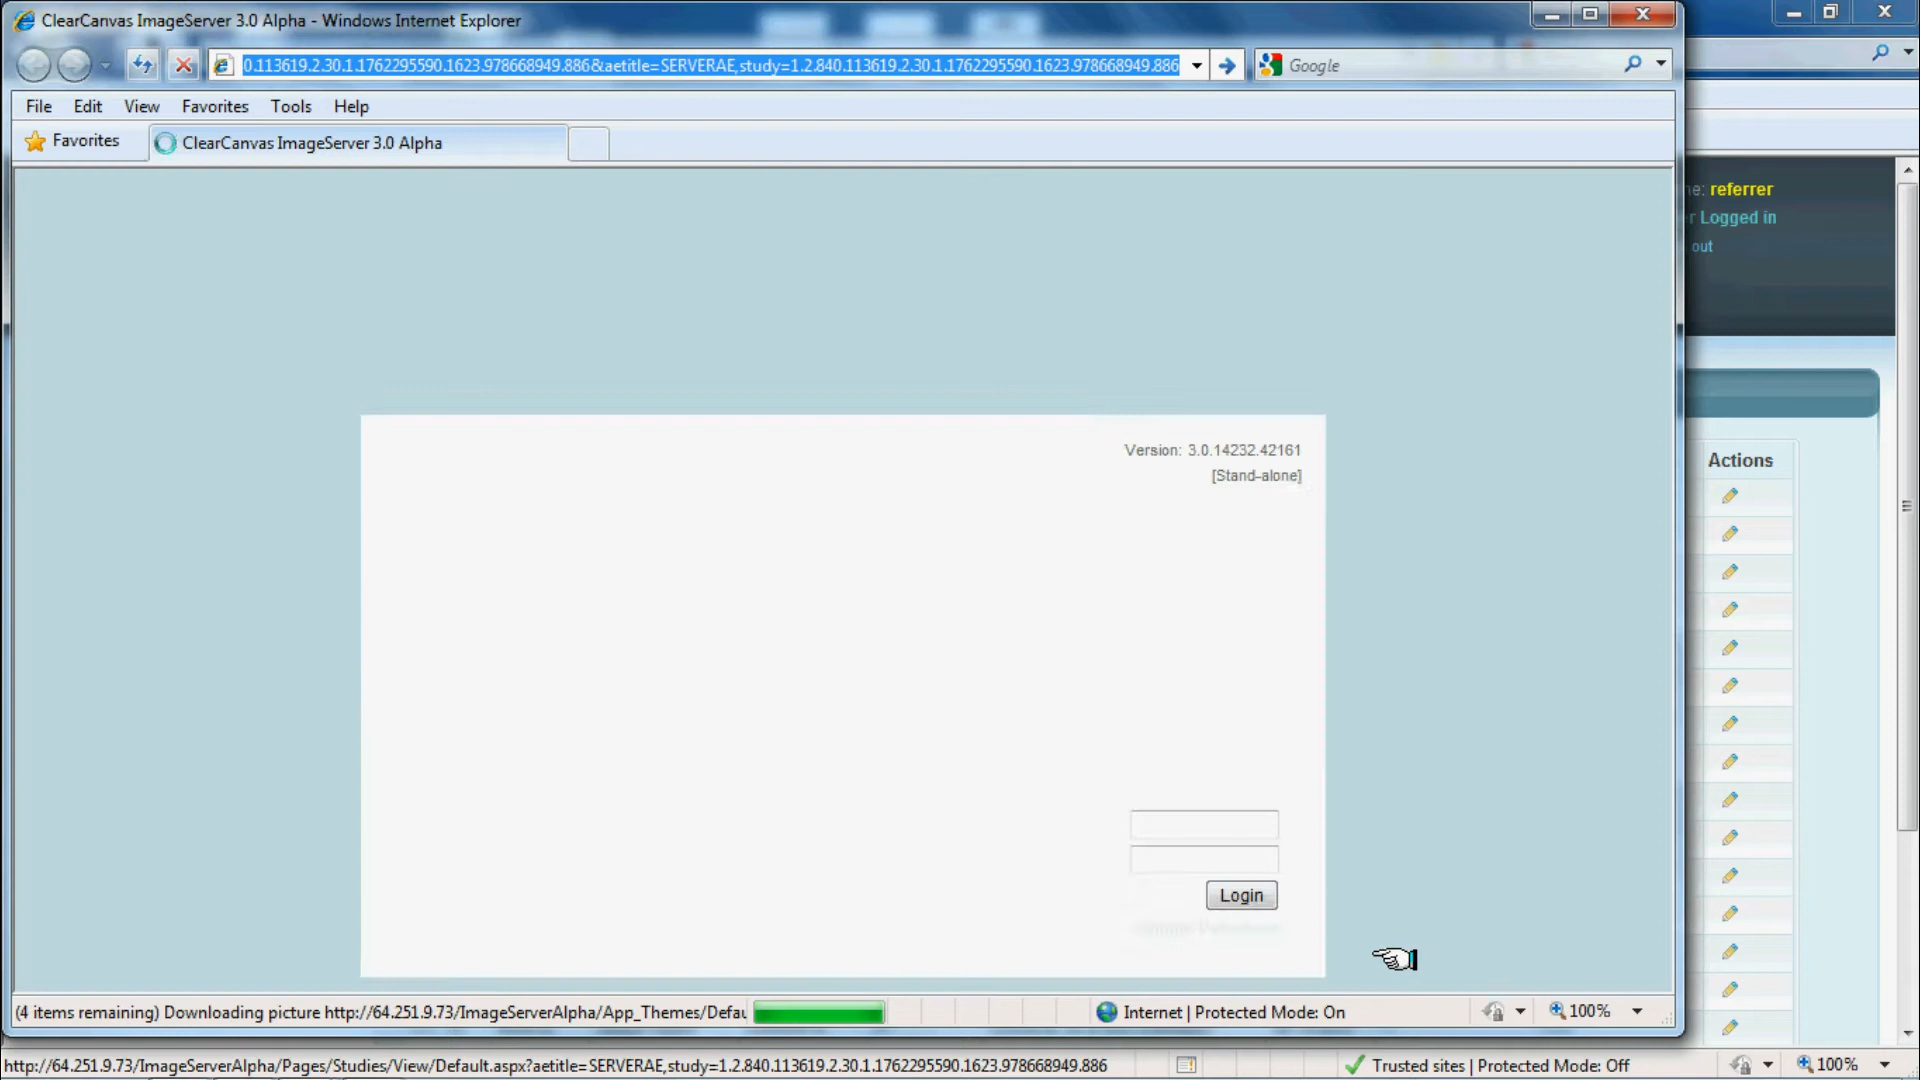 ClearCanvas ImageServer 3.0 Alpha - Windows Internet Explorer
0.113619.2.30.1.1762295590.1623.978668949.886&aetitle=SERVERAE,study=1.2.840.113619.2.30.1.1762295590.1623.978668949.886
Google
File Edit View Favorites Tools Help
Favorites
ClearCanvas ImageServer 3.0 Alpha
referrer
Logged in
out
Version: 3.0.14232.42161
[Stand-alone]
Actions
Login
(4 items remaining) Downloading picture http://64.251.9.73/ImageServerAlpha/App_Themes/Defau
Internet | Protected Mode: On
100%
http://64.251.9.73/ImageServerAlpha/Pages/Studies/View/Default.aspx?aetitle=SERVERAE,study=1.2.840.113619.2.30.1.1762295590.1623.978668949.886
Trusted sites | Protected Mode: Off
100%